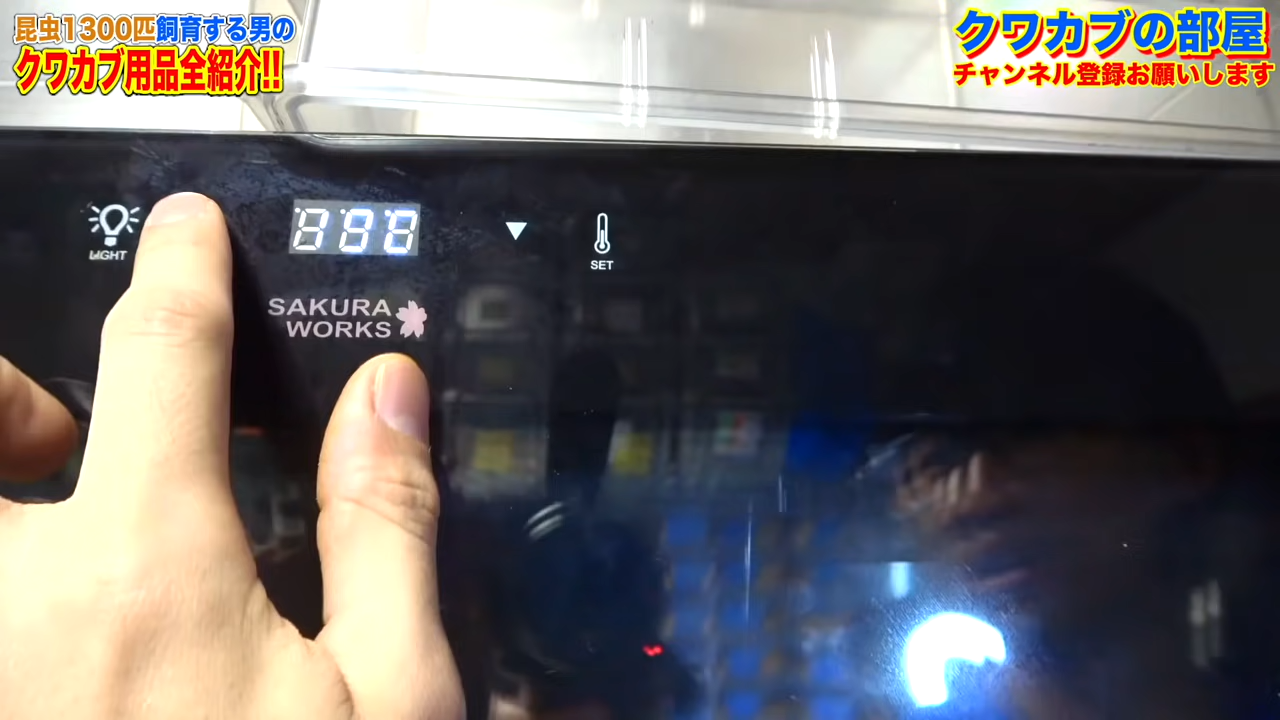 昆虫1300匹飼育する男の
クワカブ用品全紹介!!
クワカブの部屋
チャンネル登録お願いします
LIGHT
SET
SAKURA
WORKS